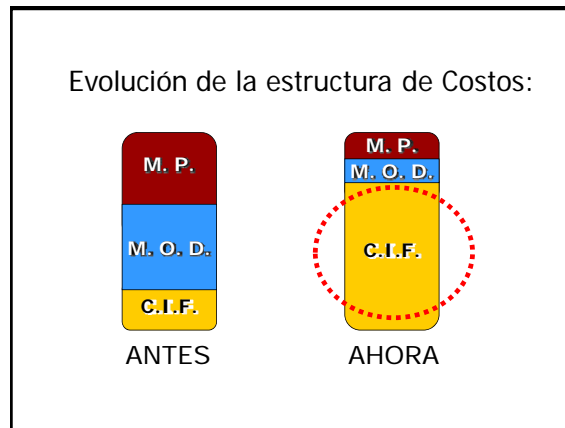 Evolución de la estructura de Costos:
M. P.
M. O. D.
C.I.F.
ANTES
M. P.
M. O. D.
C.I.F.
AHORA